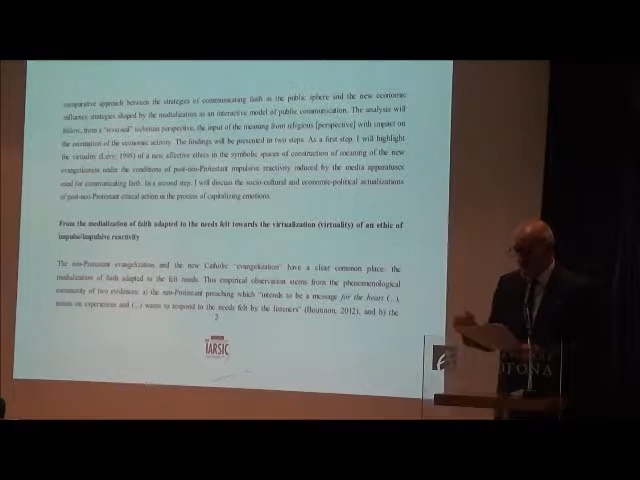 comparative approach between the strategies of communicating faith in the public sphere and the new economic
influence strategies shaped by the medialization as an interactive model of public communication. The analysis will
follow, from a "reversed" weberian perspective, the input of the meaning from religious [perspective] with impact on
the orientation of the economic activity. The findings will be presented in two steps. As a first step, I will highlight
the virtuality (Levy, 1998) of a new affective ethics in the symbolic spaces of construction of meaning of the new
evangelization under the conditions of post-neo-Protestant impulsive reactivity induced by the media apparatuses
used for communicating faith. In a second step, I will discuss the socio-cultural and economic-political actualizations
of post-neo-Protestant ethical action in the process of capitalizing emotions.
From the medialization of faith adapted to the needs felt towards the virtualization (virtuality) of an ethic of
impulse/impulsive reactivity
The neo-Protestant evangelization and the new Catholic "evangelization" have a clear common place: the
medialization of faith adapted to the felt needs. This empirical observation stems from the phenomenological
community of two evidences: a) the neo-Protestant preaching which "intends to be a message for the heart (...),
insists on experiences and (...) wants to respond to the needs felt by the listeners" (Boutinon, 2012), and b) the
2
IARSIC